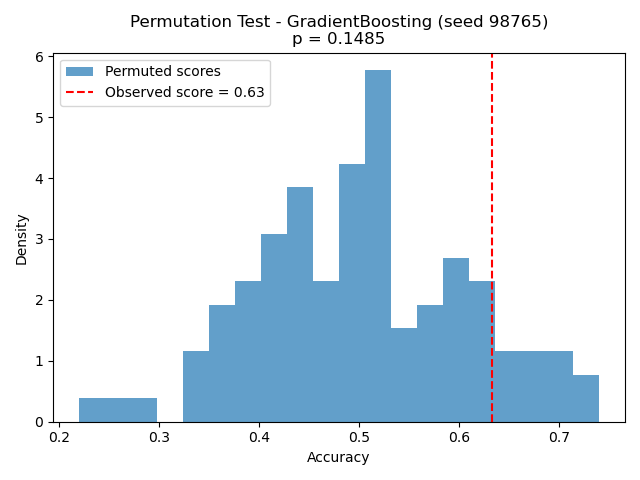 Permutation Test - GradientBoosting (seed 98765)
p = 0.1485
Permuted scores
Observed score = 0.63
6
5
4
3
2
1
0
Density
0.2 0.3 0.4 0.5 0.6 0.7
Accuracy